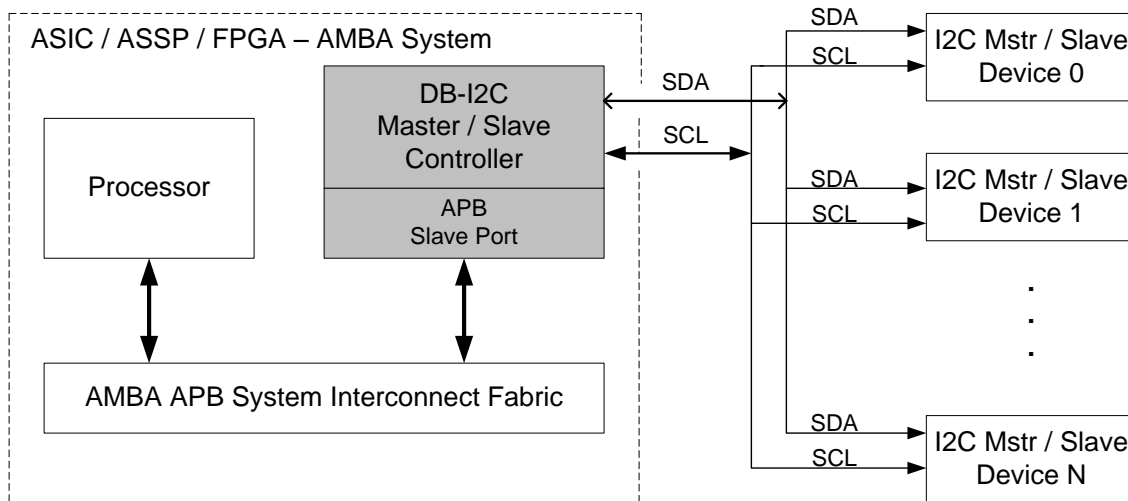 ASIC / ASSP / FPGA – AMBA System
DB-I2C
Master / Slave
Controller
APB
Slave Port
Processor
AMBA APB System Interconnect Fabric
SDA
SCL
SDA
SCL
I2C Mstr / Slave
Device 0
SDA
SCL
I2C Mstr / Slave
Device 1
.
.
.
SDA
SCL
I2C Mstr / Slave
Device N